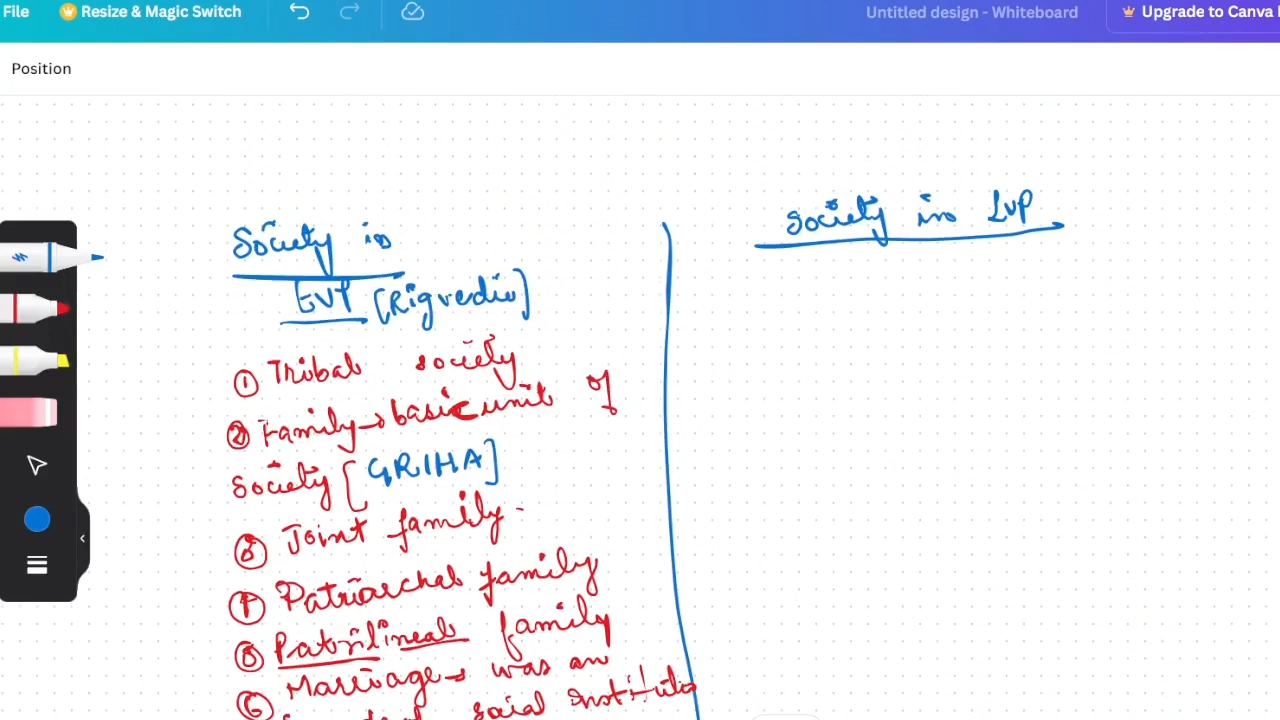 File Resize & Magic Switch Untitled design - Whiteboard Upgrade to Canva
Position
Society in
EVP [Rigvedic]
① Tribal society
② Family → basic unit of
society [GRIHA]
③ Joint family.
④ Patriarchal family
⑤ Patrilineal family
⑥ Marriage → was an
social institution
Society in LVP